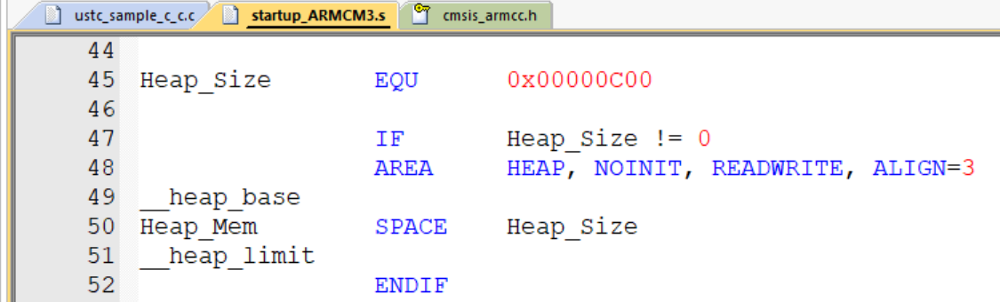 ustc_sample_c_c.c startup_ARMCM3.s cmsis_armcc.h
44
45 Heap_Size EQU 0x00000C00
46
47 IF Heap_Size != 0
48 AREA HEAP, NOINIT, READWRITE, ALIGN=3
49 __heap_base
50 Heap_Mem SPACE Heap_Size
51 __heap_limit
52 ENDIF